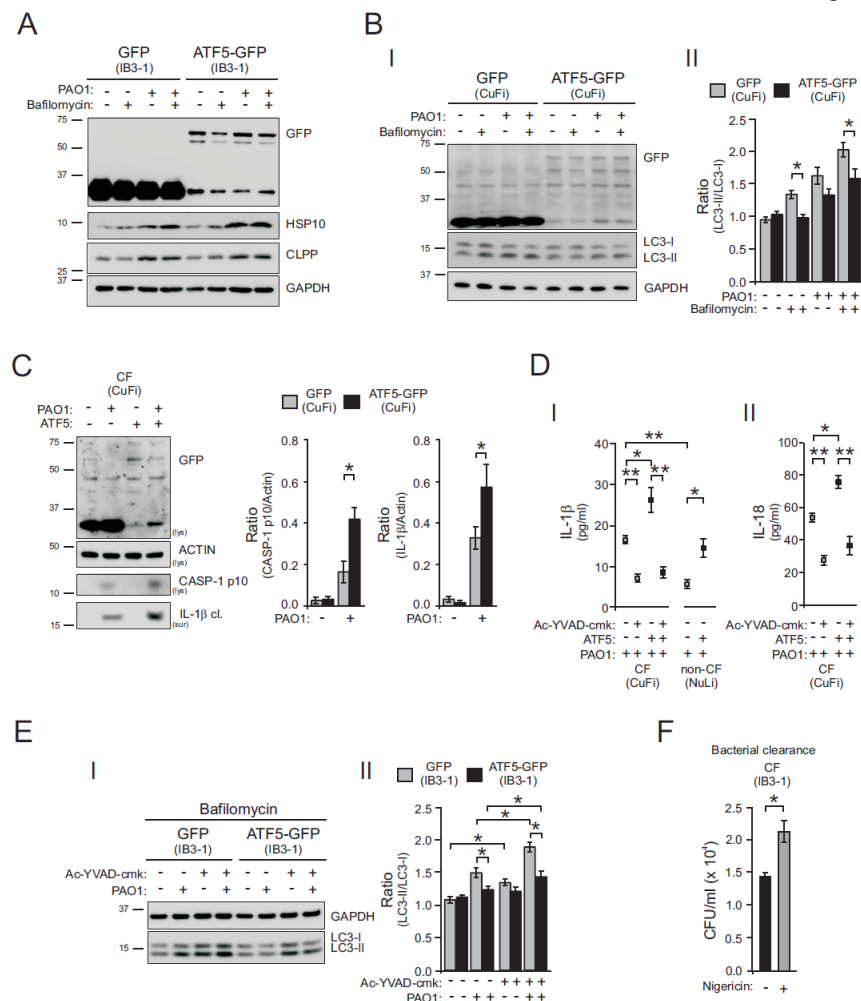 A
GFP
(IB3-1)
ATF5-GFP
(IB3-1)
PAO1: - - + + - - + +
Bafilomycin: - + - + - + - +
75
50
37
10
25
37
GFP
HSP10
CLPP
GAPDH
B
I
GFP
(CuFi)
ATF5-GFP
(CuFi)
PAO1: - - + + - - + +
Bafilomycin: - + - + - + - +
75
50
37
15
37
GFP
LC3-I
LC3-II
GAPDH
II
GFP
(CuFi)
ATF5-GFP
(CuFi)
Ratio
(LC3-II/LC3-I)
2.5
2.0
1.5
1.0
0.5
0.0
* *
PAO1: - - - - + + + +
Bafilomycin: - - + + - - + +
C
CF
(CuFi)
PAO1: - + - +
ATF5: - - + +
75
50
37
50
10
15
GFP
(lys)
ACTIN
(lys)
CASP-1 p10
(lys)
IL-1β cl.
(sur)
GFP
(CuFi)
ATF5-GFP
(CuFi)
Ratio
(CASP-1 p10/Actin)
0.8
0.6
0.4
0.2
0.0
*
PAO1: - +
Ratio
(IL-1β/Actin)
0.8
0.6
0.4
0.2
0.0
*
PAO1: - +
D
I
IL-1β
(pg/ml)
40
30
20
10
0
**
*
** **
*
Ac-YVAD-cmk: - + - + - -
ATF5: - - + + - +
PAO1: + + + + + +
CF
(CuFi)
non-CF
(NuLi)
II
IL-18
(pg/ml)
100
80
60
40
20
0
*
** **
Ac-YVAD-cmk: - + - +
ATF5: - - + +
PAO1: + + + +
CF
(CuFi)
E
I
Bafilomycin
GFP
(IB3-1)
ATF5-GFP
(IB3-1)
Ac-YVAD-cmk: - - + + - - + +
PAO1: - + - + - + - +
37
15
GAPDH
LC3-I
LC3-II
II
GFP
(IB3-1)
ATF5-GFP
(IB3-1)
Ratio
(LC3-II/LC3-I)
2.5
2.0
1.5
1.0
0.5
0.0
*
*
*
* *
Ac-YVAD-cmk: - - - - + + + +
PAO1: - - + + - - + +
F
Bacterial clearance
CF
(IB3-1)
CFU/ml (x 10⁴)
2.5
2.0
1.5
1.0
0.5
0.0
*
Nigericin: - +